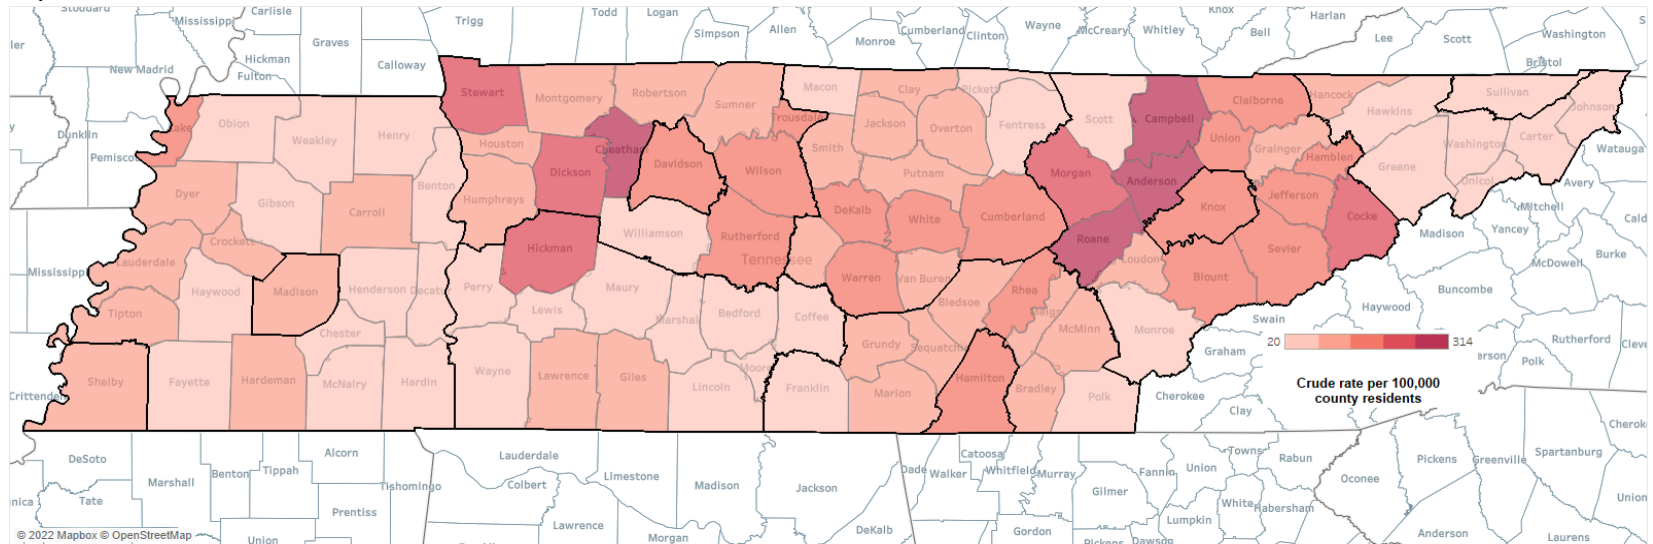 Stoddard
Mississippi
Carlisle
Trigg
Todd
Logan
Simpson
Allen
Monroe
Cumberland
Clinton
Wayne
McCreary
Whitley
Knox
Bell
Harlan
Lee
Scott
Washington
Bristol
ler
Graves
Hickman
Fulton
Calloway
New Madrid
Dunklin
Pemisco
y
Stewart
Montgomery
Robertson
Sumner
Macon
Clay
Pickett
Fentress
Scott
Campbell
Claiborne
Hancock
Hawkins
Sullivan
Johnson
Lake
Obion
Weakley
Henry
Houston
Cheatham
Davidson
Wilson
Trousdale
Smith
Jackson
Overton
Putnam
Morgan
Anderson
Union
Grainger
Hamblen
Greene
Washington
Carter
Unicoi
Watauga
Avery
Dyer
Gibson
Carroll
Benton
Humphreys
Dickson
Hickman
Williamson
Rutherford
Tennessee
DeKalb
White
Cumberland
Roane
Knox
Jefferson
Cocke
Sevier
Blount
Loudon
Mitchell
Yancey
Madison
Cald
Burke
McDowell
Buncombe
Mississippi
Lauderdale
Crockett
Haywood
Madison
Henderson
Decat
Perry
Lewis
Maury
Marshal
Bedford
Coffee
Warren
Van Buren
Bledsoe
Rhea
Meigs
McMinn
Monroe
Swain
Haywood
Graham
Rutherford
Cleve
Polk
erson
Tipton
Chester
Shelby
Fayette
Hardeman
McNairy
Hardin
Wayne
Lawrence
Giles
Lincoln
Moore
Franklin
Grundy
Sequatchi
Marion
Hamilton
Bradley
Polk
Cherokee
Clay
Crittenden
20
314
Crude rate per 100,000
county residents
DeSoto
Marshall
Benton
Tippah
Alcorn
Tishomingo
Prentiss
Union
nica
Tate
Lauderdale
Colbert
Limestone
Lawrence
Morgan
Madison
Jackson
DeKalb
Dade
Walker
Catoosa
Whitfield
Murray
Gordon
Gilmer
Pickens
Dawson
Fannin
Union
Towns
Rabun
White
Habersham
Lumpkin
Oconee
Pickens
Greenville
Spartanburg
Cherok
Union
Anderson
Laurens
© 2022 Mapbox © OpenStreetMap